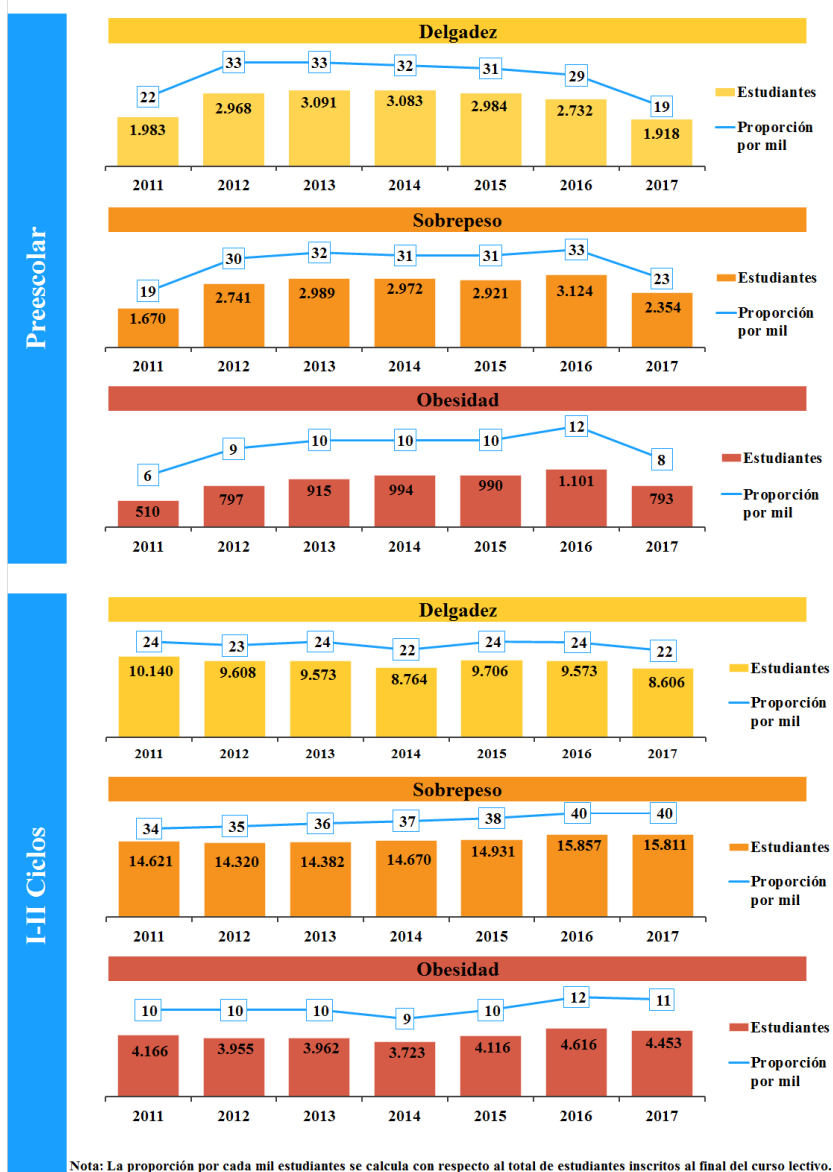 Preescolar
Delgadez
22 33 33 32 31 29 19
1.983 2.968 3.091 3.083 2.984 2.732 1.918
Estudiantes
Proporción
por mil
2011 2012 2013 2014 2015 2016 2017
Sobrepeso
19 30 32 31 31 33 23
1.670 2.741 2.989 2.972 2.921 3.124 2.354
Estudiantes
Proporción
por mil
2011 2012 2013 2014 2015 2016 2017
Obesidad
6 9 10 10 10 12 8
510 797 915 994 990 1.101 793
Estudiantes
Proporción
por mil
2011 2012 2013 2014 2015 2016 2017
I-II Ciclos
Delgadez
24 23 24 22 24 24 22
10.140 9.608 9.573 8.764 9.706 9.573 8.606
Estudiantes
Proporción
por mil
2011 2012 2013 2014 2015 2016 2017
Sobrepeso
34 35 36 37 38 40 40
14.621 14.320 14.382 14.670 14.931 15.857 15.811
Estudiantes
Proporción
por mil
2011 2012 2013 2014 2015 2016 2017
Obesidad
10 10 10 9 10 12 11
4.166 3.955 3.962 3.723 4.116 4.616 4.453
Estudiantes
Proporción
por mil
2011 2012 2013 2014 2015 2016 2017
Nota: La proporción por cada mil estudiantes se calcula con respecto al total de estudiantes inscritos al final del curso lectivo.